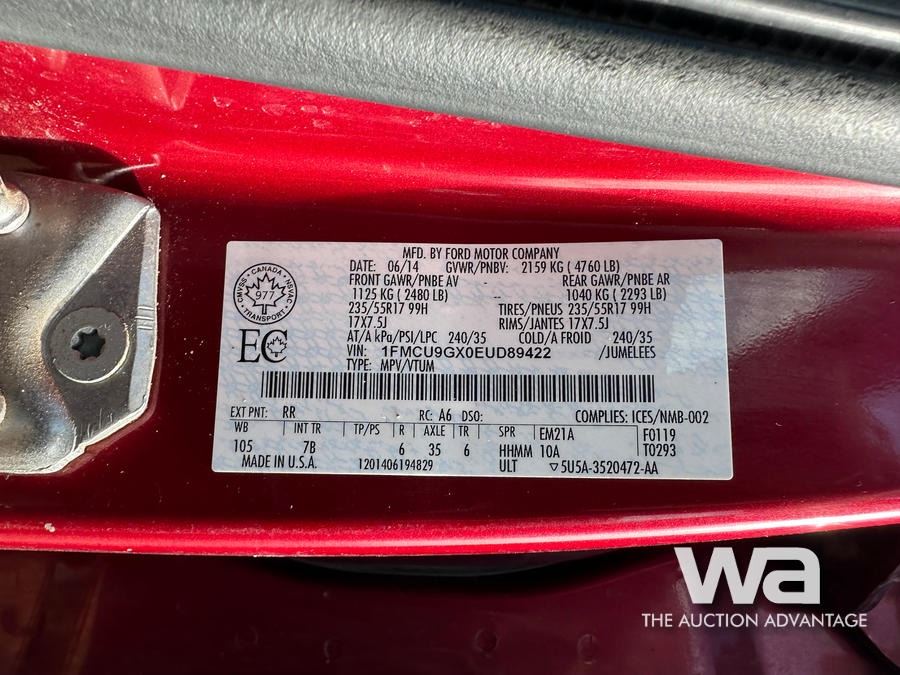 MFD. BY FORD MOTOR COMPANY
DATE: 06/14 GVWR/PNBV: 2159 KG ( 4760 LB)
FRONT GAWR/PNBE AV REAR GAWR/PNBE AR
1125 KG ( 2480 LB) -- 1040 KG ( 2293 LB)
235/55R17 99H TIRES/PNEUS 235/55R17 99H
17X7.5J RIMS/JANTES 17X7.5J
AT/A kPa/PSI/LPC 240/35 COLD/A FROID 240/35
VIN: 1FMCU9GX0EUD89422 /JUMELEES
TYPE: MPV/VTUM
CANADA
CMVSS NSVAC
977
TRANSPORT
EC
EXT PNT: RR RC: A6 DSO: COMPLIES: ICES/NMB-002
WB INT TR TP/PS R AXLE TR SPR EM21A F0119
105 7B 6 35 6 HHMM 10A T0293
MADE IN U.S.A. 1201406194829 ULT ▽5U5A-3520472-AA
wa
THE AUCTION ADVANTAGE